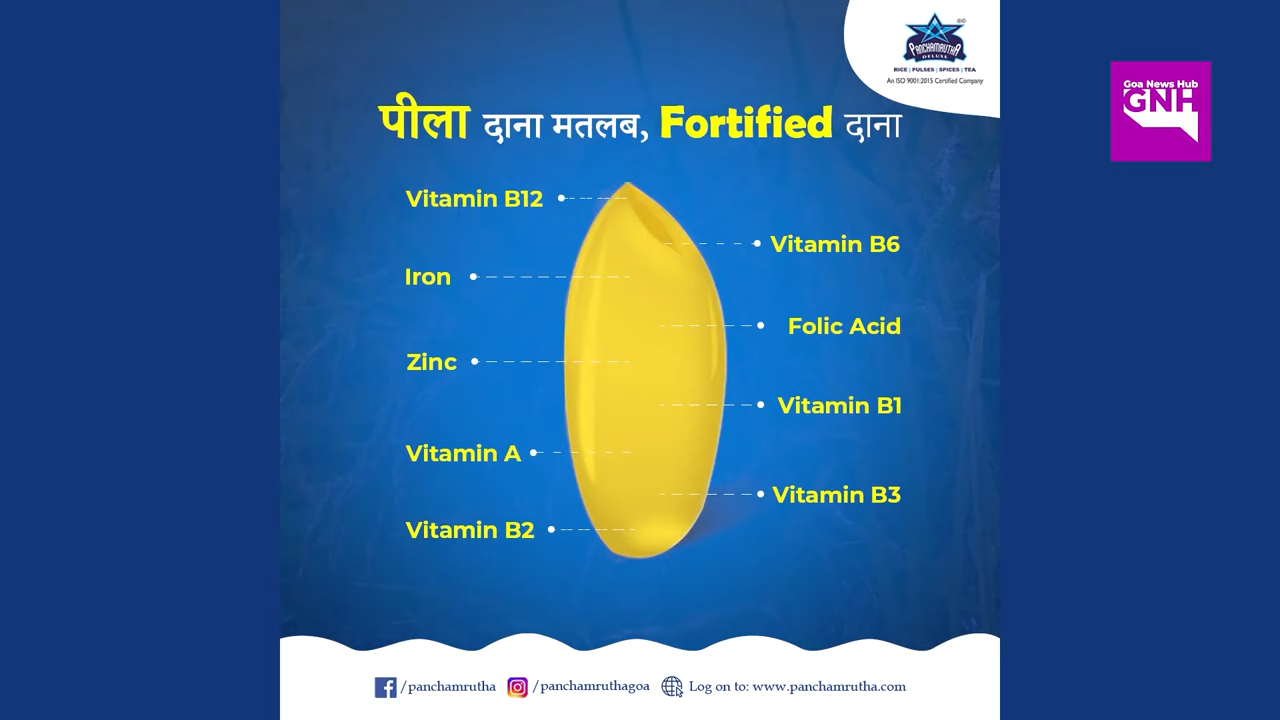 PANCHAMRUTHA
DELUXE
RICE | PULSES | SPICES | TEA
An ISO 9001:2015 Certified Company
Goa News Hub
GNH
पीला दाना मतलब, Fortified दाना
Vitamin B12
Vitamin B6
Iron
Folic Acid
Zinc
Vitamin B1
Vitamin A
Vitamin B3
Vitamin B2
/panchamrutha /panchamruthagoa Log on to: www.panchamrutha.com